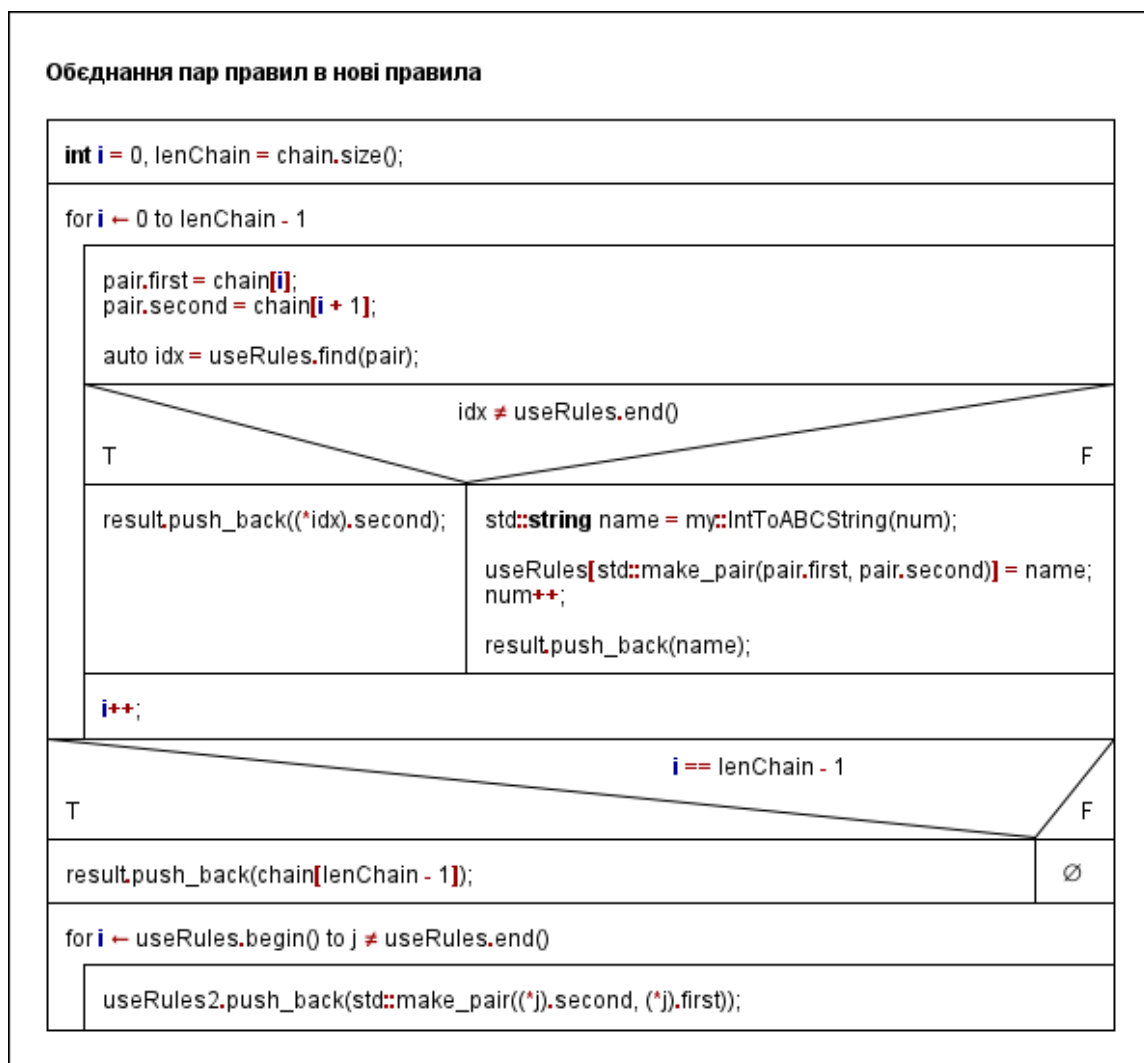 Обєднання пар правил в нові правила
int i = 0, lenChain = chain.size();
for i ← 0 to lenChain - 1
pair.first = chain[i];
pair.second = chain[i + 1];
auto idx = useRules.find(pair);
idx ≠ useRules.end()
T
F
result.push_back((*idx).second);
std::string name = my::IntToABCString(num);
useRules[std::make_pair(pair.first, pair.second)] = name;
num++;
result.push_back(name);
i++;
i == lenChain - 1
T
F
result.push_back(chain[lenChain - 1]);
∅
for i ← useRules.begin() to j ≠ useRules.end()
useRules2.push_back(std::make_pair((*j).second, (*j).first));